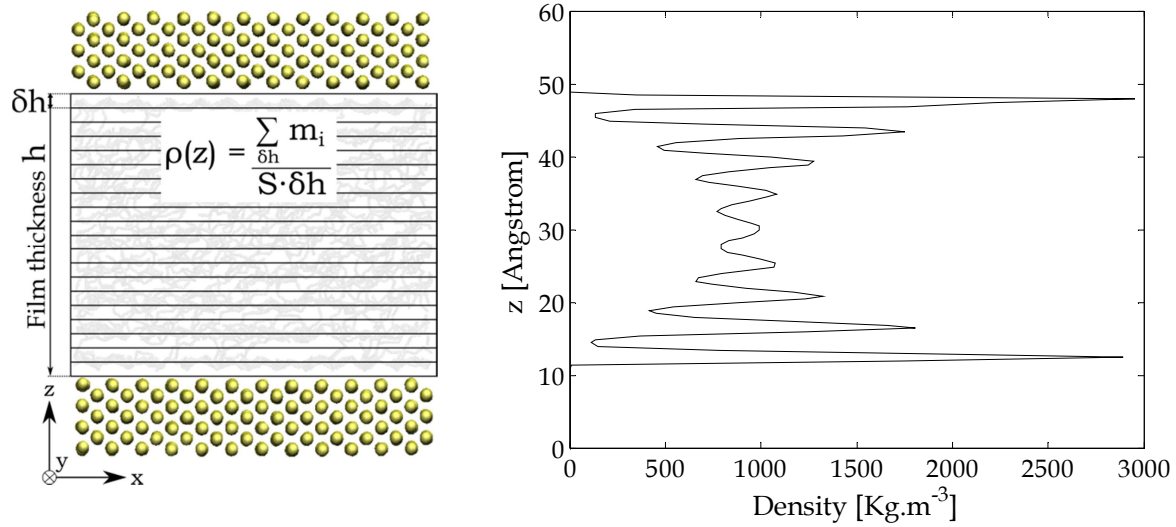 δh
Film thickness h
ρ(z) = ∑ m_i
δh
S·δh
z
y
x
60
50
40
30
20
10
0
z [Angstrom]
0 500 1000 1500 2000 2500 3000
Density [Kg.m⁻³]